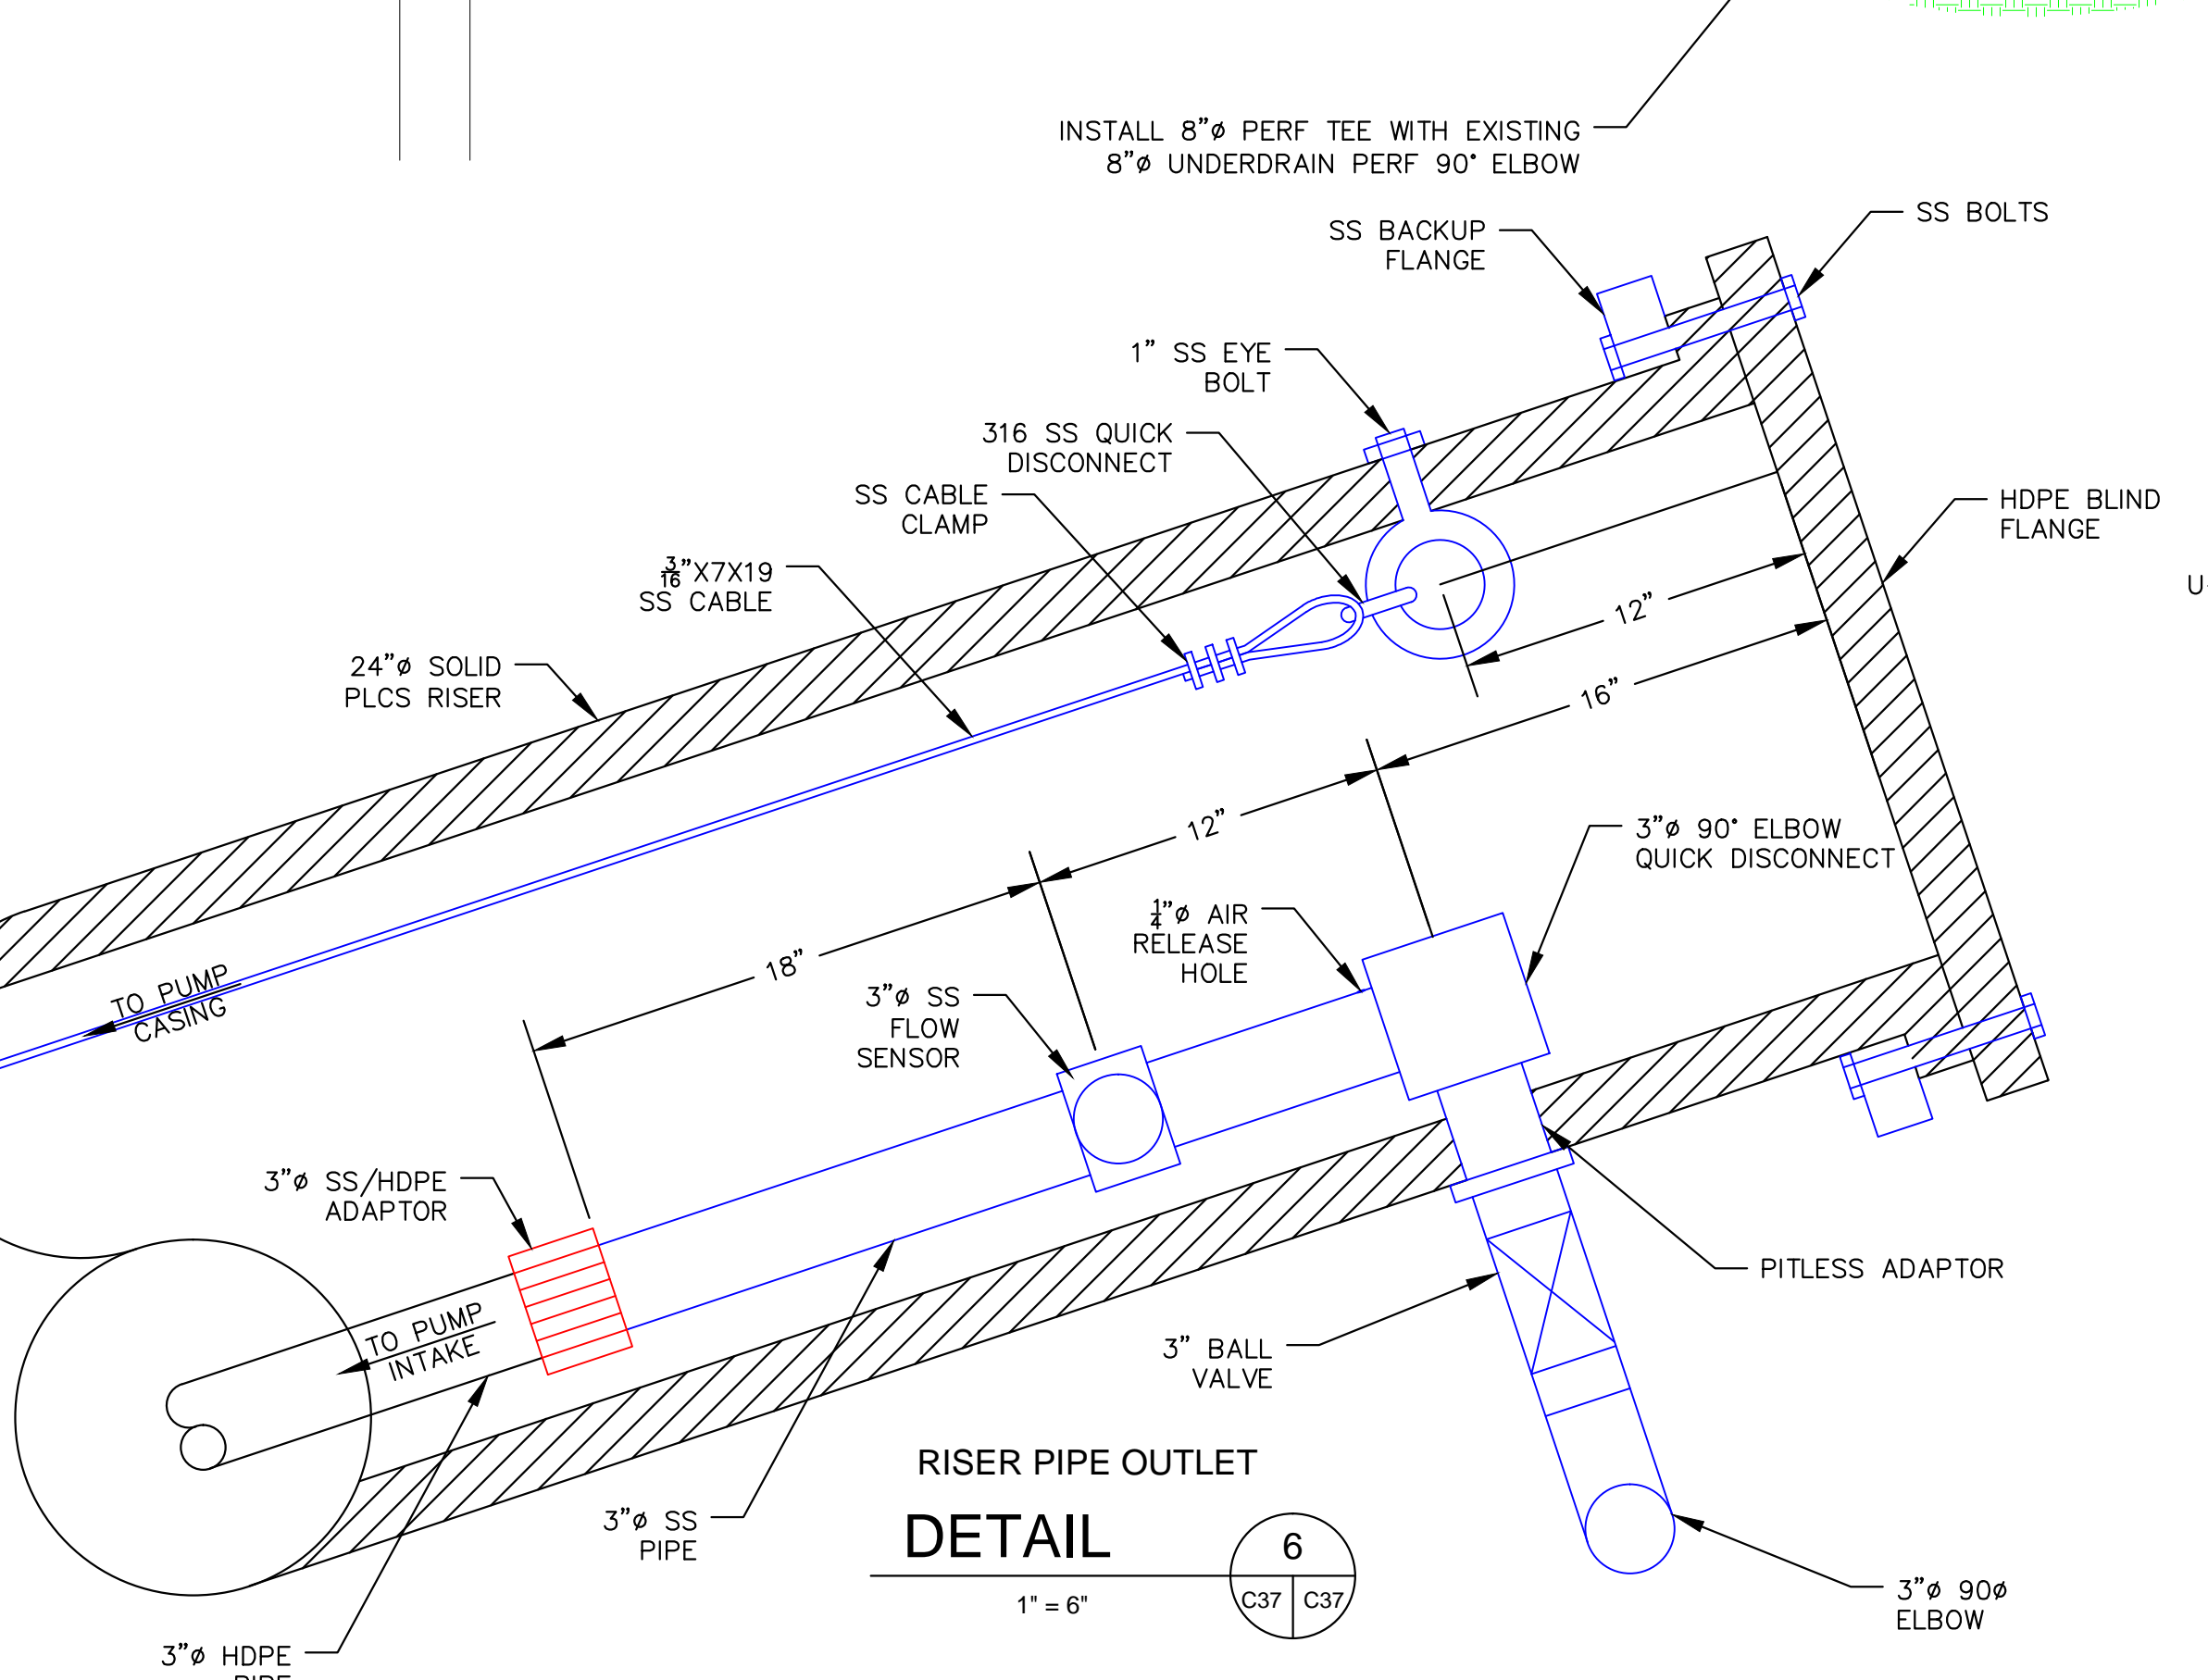 INSTALL 8"ø PERF TEE WITH EXISTING
8"ø UNDERDRAIN PERF 90° ELBOW
SS BOLTS
SS BACKUP
FLANGE
1" SS EYE
BOLT
316 SS QUICK
DISCONNECT
SS CABLE
CLAMP
HDPE BLIND
FLANGE
3/16"X7X19
SS CABLE
12"
24"ø SOLID
PLCS RISER
16"
12"
3"ø 90° ELBOW
QUICK DISCONNECT
1/4"ø AIR
RELEASE
HOLE
18"
TO PUMP
CASING
3"ø SS
FLOW
SENSOR
3"ø SS/HDPE
ADAPTOR
PITLESS ADAPTOR
TO PUMP
INTAKE
3" BALL
VALVE
RISER PIPE OUTLET
3"ø SS
PIPE
DETAIL
6
C37 C37
1" = 6"
3"ø 90ø
ELBOW
3"ø HDPE
PIPE